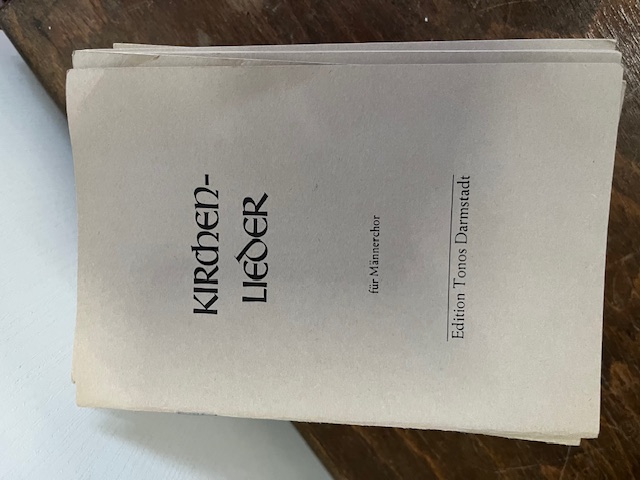 KIRCHEN-
LIEDER
für Männerchor
Edition Tonos Darmstadt